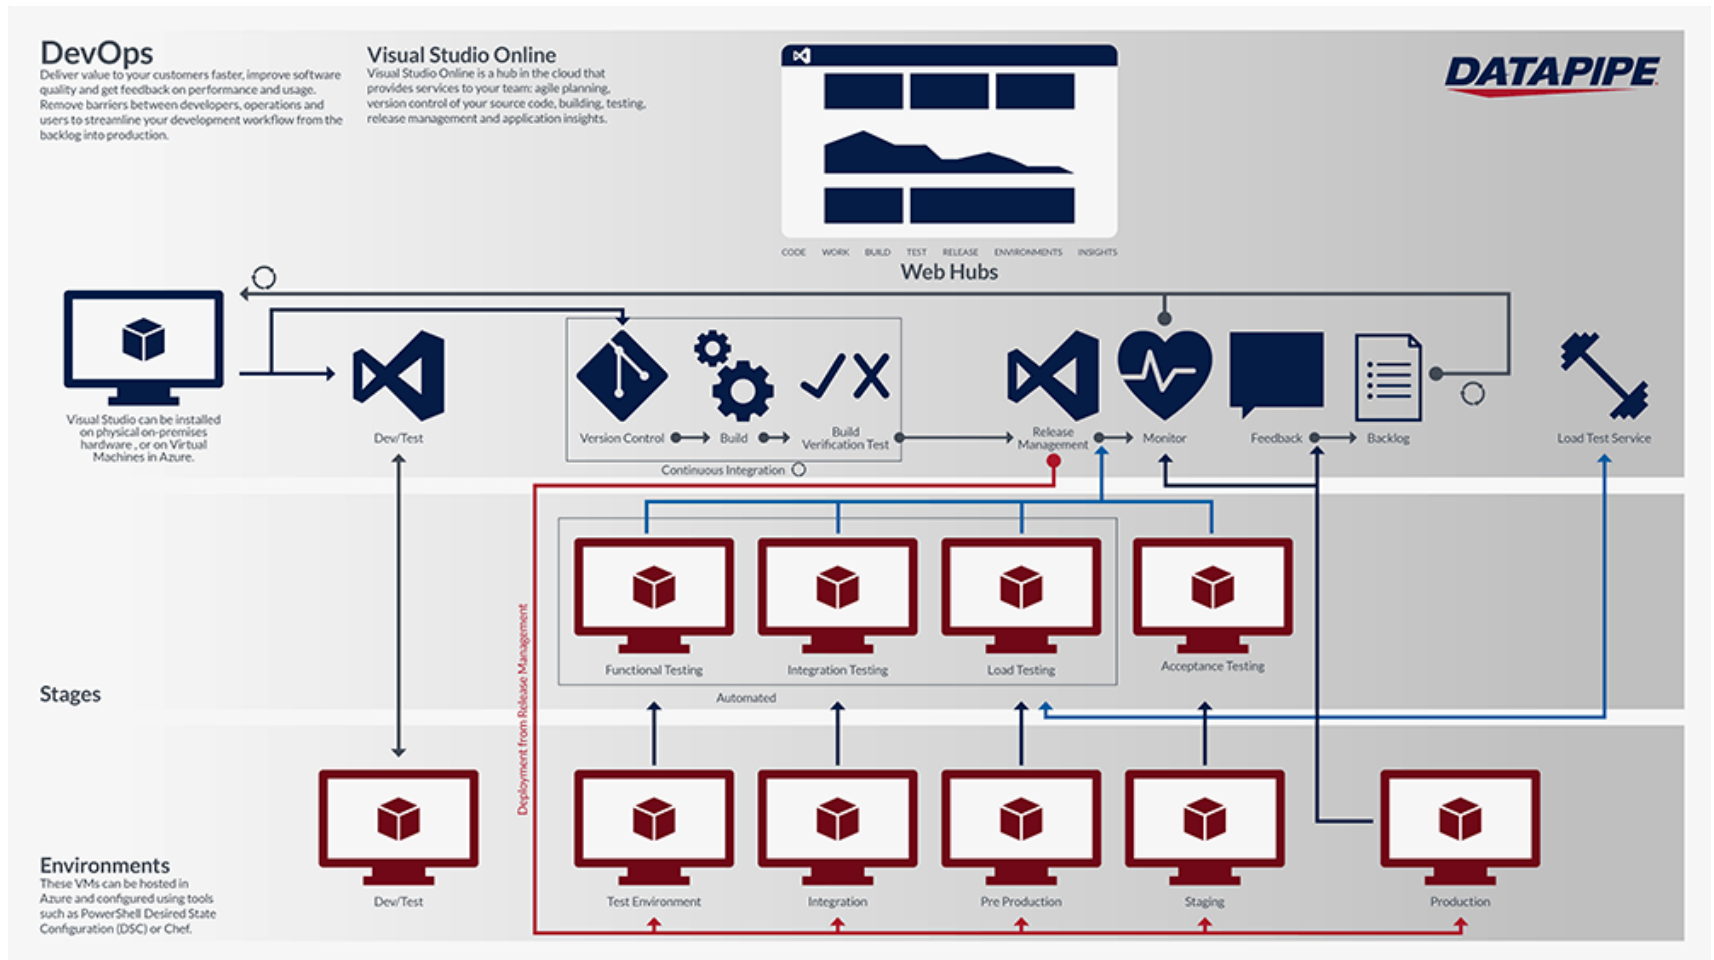 DevOps
Deliver value to your customers faster, improve software
quality and get feedback on performance and usage.
Remove barriers between developers, operations and
users to streamline your development workflow from the
backlog into production.
Visual Studio Online
Visual Studio Online is a hub in the cloud that
provides services to your team: agile planning,
version control of your source code, building, testing,
release management and application insights.
DATAPIPE
CODE WORK BUILD TEST RELEASE ENVIRONMENTS INSIGHTS
Web Hubs
Visual Studio can be installed
on physical on-premises
hardware , or on Virtual
Machines in Azure.
Dev/Test
Version Control
Build
Build
Verification Test
Continuous Integration
Release
Management
Monitor
Feedback
Backlog
Load Test Service
Stages
Deployment from Release Management
Functional Testing
Integration Testing
Load Testing
Acceptance Testing
Automated
Environments
These VMs can be hosted in
Azure and configured using tools
such as PowerShell Desired State
Configuration (DSC) or Chef.
Dev/Test
Test Environment
Integration
Pre Production
Staging
Production